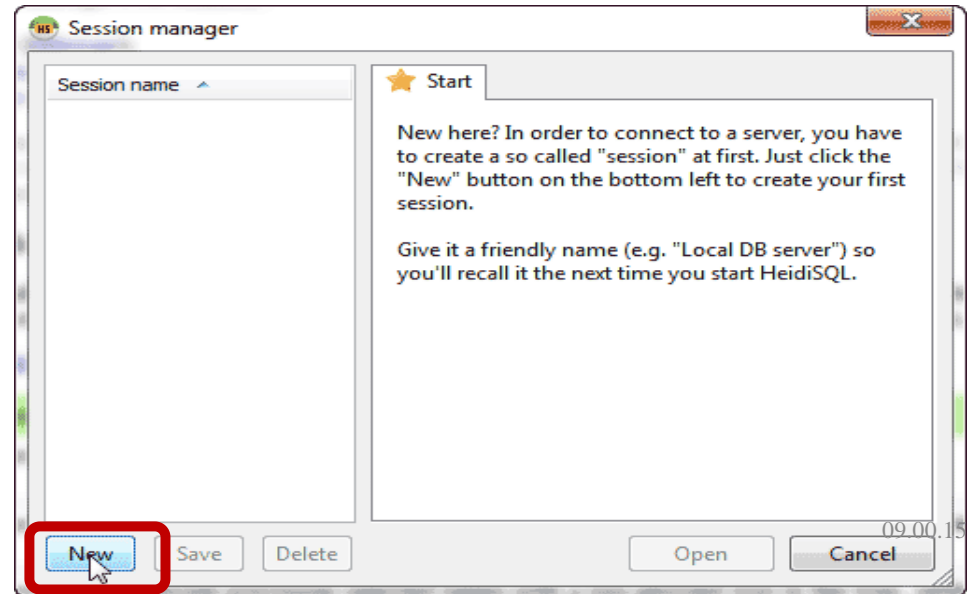 HS Session manager
Session name
Start
New here? In order to connect to a server, you have
to create a so called "session" at first. Just click the
"New" button on the bottom left to create your first
session.
Give it a friendly name (e.g. "Local DB server") so
you'll recall it the next time you start HeidiSQL.
09.00.15
New Save Delete Open Cancel